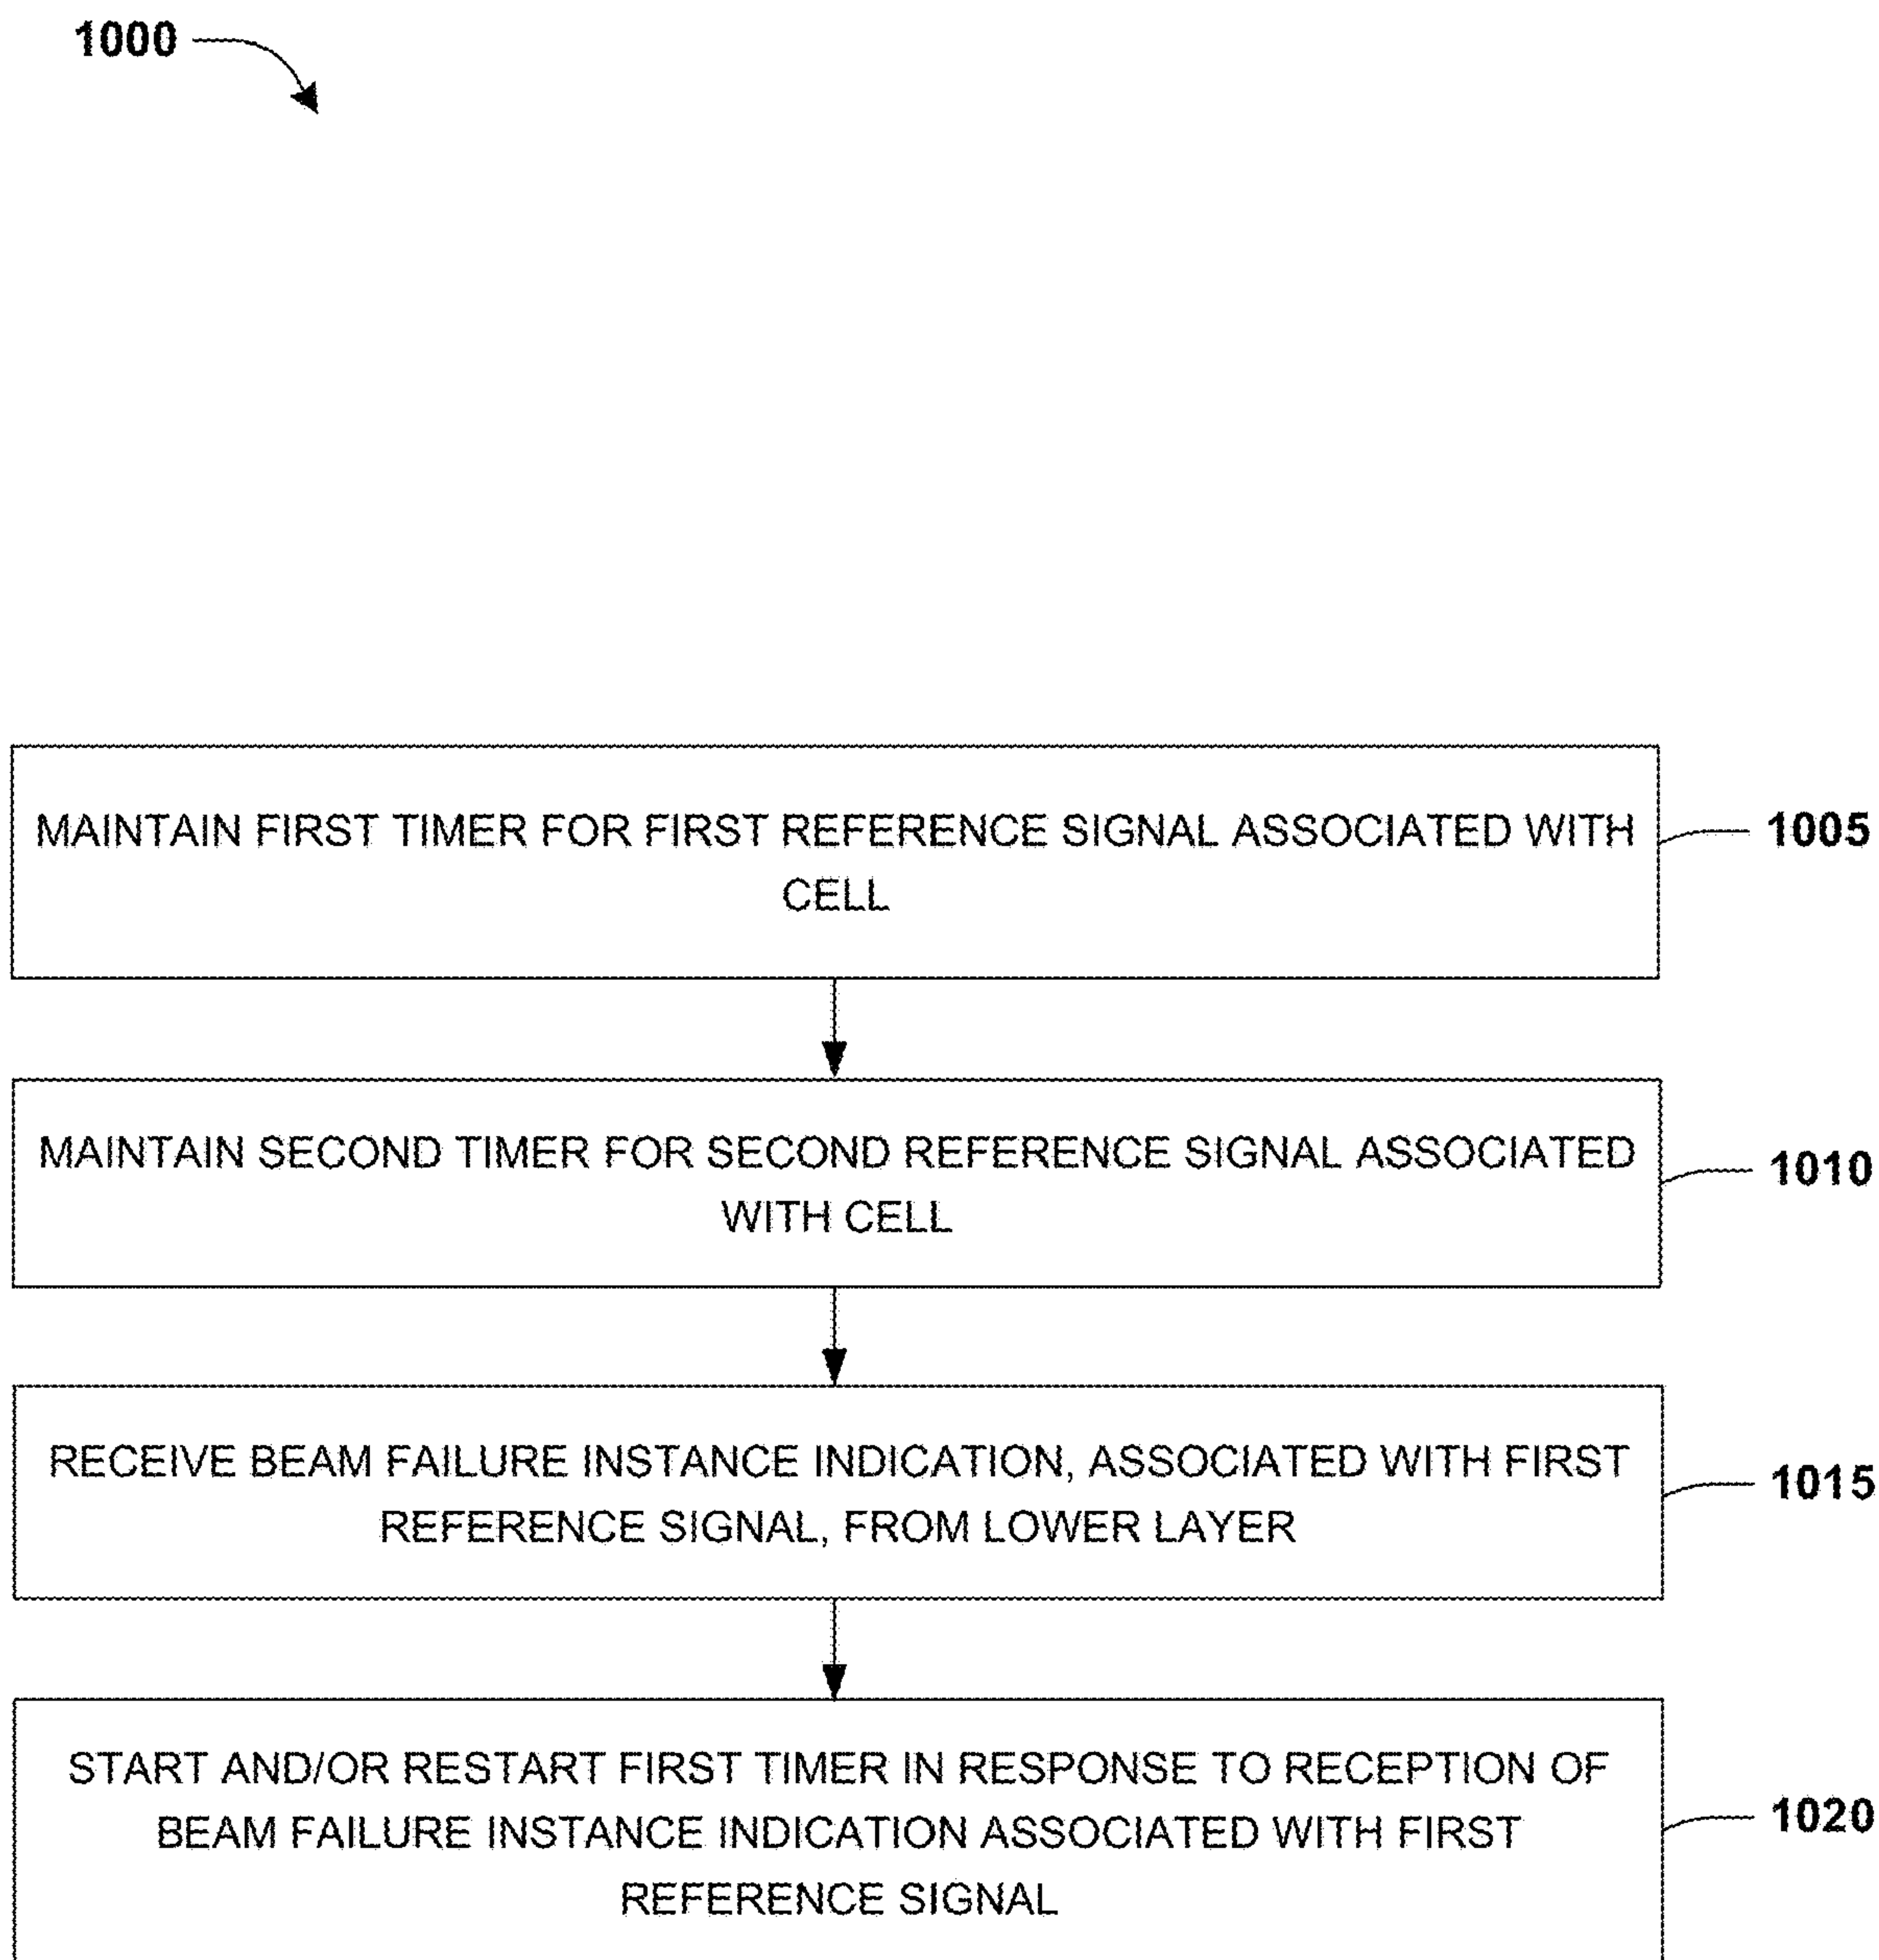 1000
MAINTAIN FIRST TIMER FOR FIRST REFERENCE SIGNAL ASSOCIATED WITH
CELL
1005
MAINTAIN SECOND TIMER FOR SECOND REFERENCE SIGNAL ASSOCIATED
WITH CELL
1010
RECEIVE BEAM FAILURE INSTANCE INDICATION, ASSOCIATED WITH FIRST
REFERENCE SIGNAL, FROM LOWER LAYER
1015
START AND/OR RESTART FIRST TIMER IN RESPONSE TO RECEPTION OF
BEAM FAILURE INSTANCE INDICATION ASSOCIATED WITH FIRST
REFERENCE SIGNAL
1020